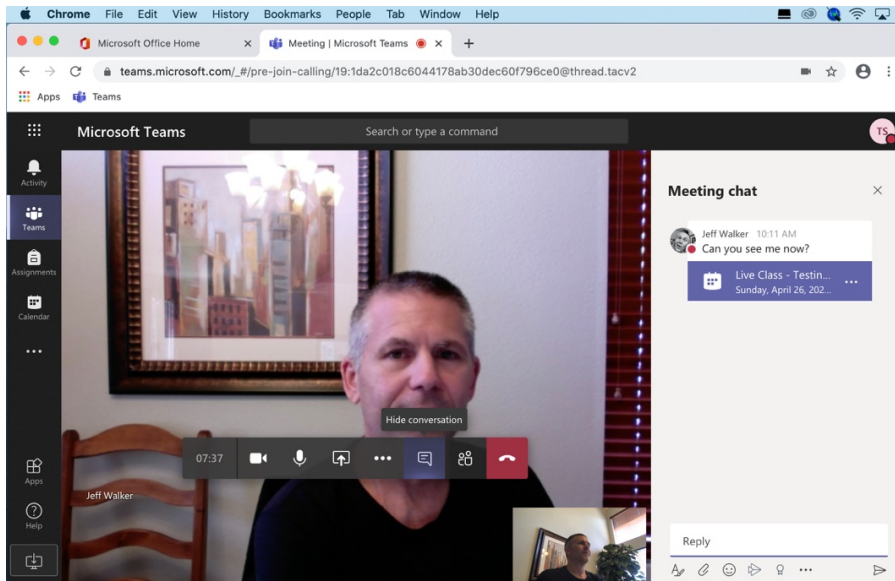 Chrome File Edit View History Bookmarks People Tab Window Help
Microsoft Office Home
Meeting | Microsoft Teams
teams.microsoft.com/_#/pre-join-calling/19:1da2c018c6044178ab30dec60f796ce0@thread.tacv2
Apps Teams
Microsoft Teams
Search or type a command
TS
Activity
Teams
Assignments
Calendar
Apps
Help
Hide conversation
07:37
Jeff Walker
Meeting chat
Jeff Walker 10:11 AM
Can you see me now?
Live Class - Testin...
Sunday, April 26, 202...
Reply